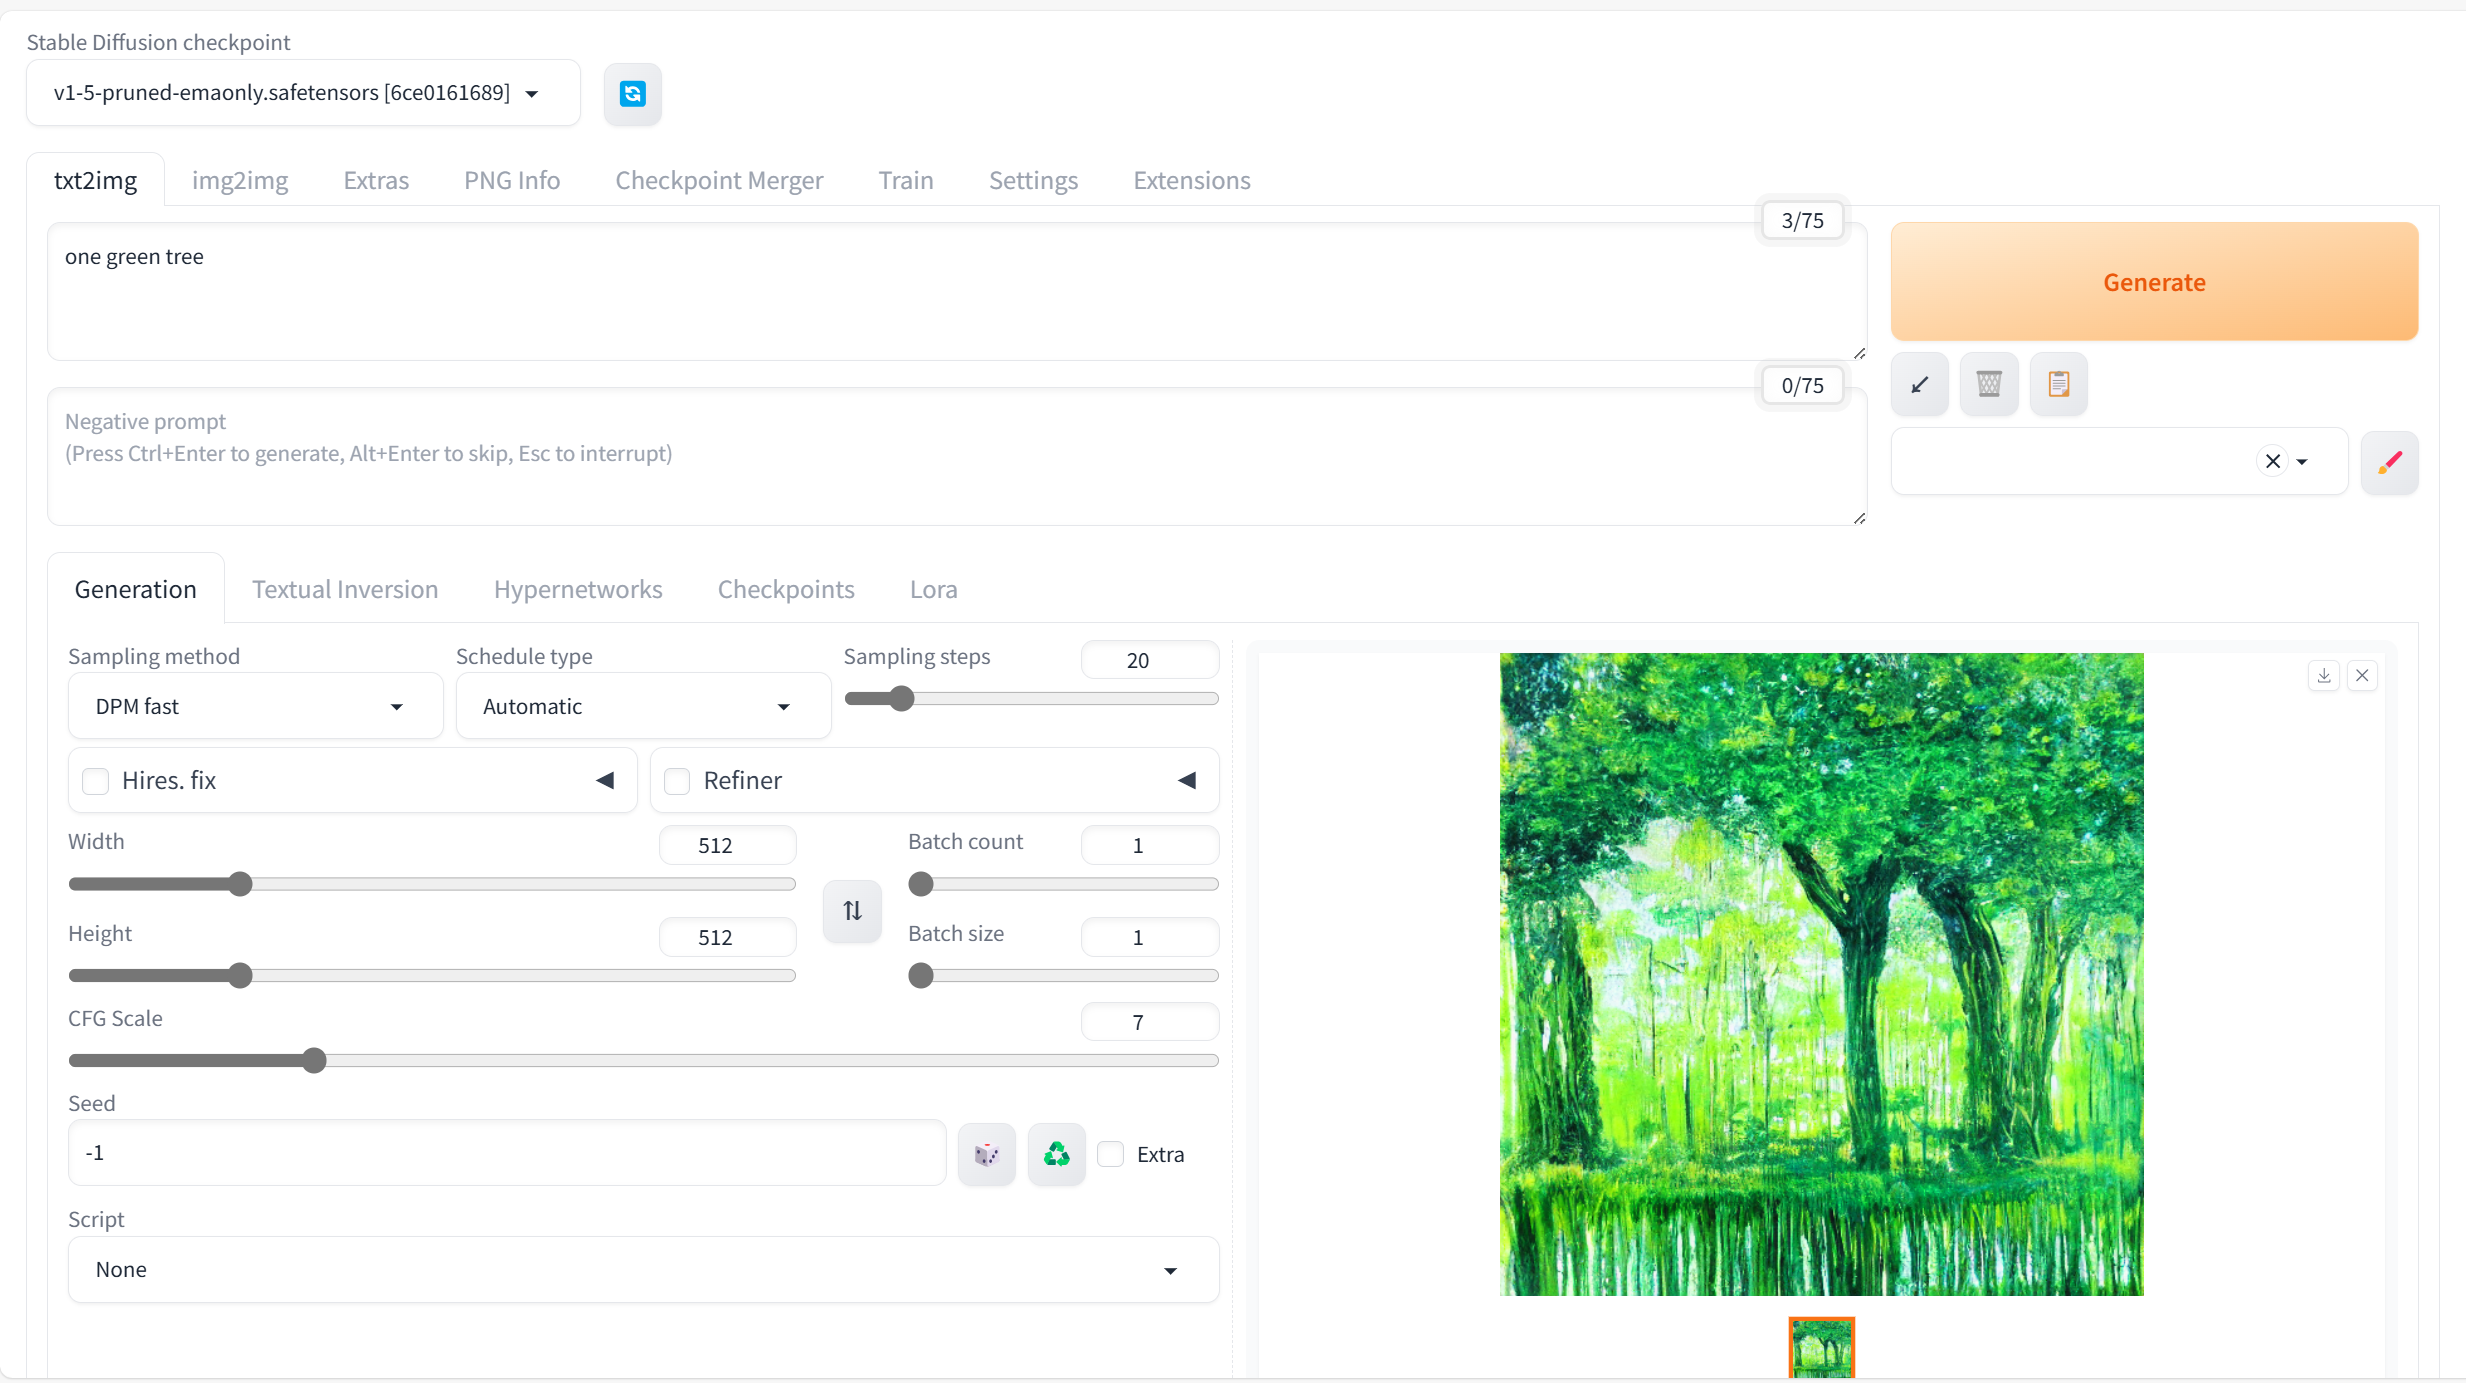 Stable Diffusion checkpoint
v1-5-pruned-emaonly.safetensors [6ce0161689]
txt2img img2img Extras PNG Info Checkpoint Merger Train Settings Extensions
3/75
one green tree
Generate
0/75
Negative prompt
(Press Ctrl+Enter to generate, Alt+Enter to skip, Esc to interrupt)
Generation Textual Inversion Hypernetworks Checkpoints Lora
Sampling method Schedule type Sampling steps 20
DPM fast Automatic
Hires. fix Refiner
Width 512 Batch count 1
Height 512 Batch size 1
CFG Scale 7
Seed
-1 Extra
Script
None